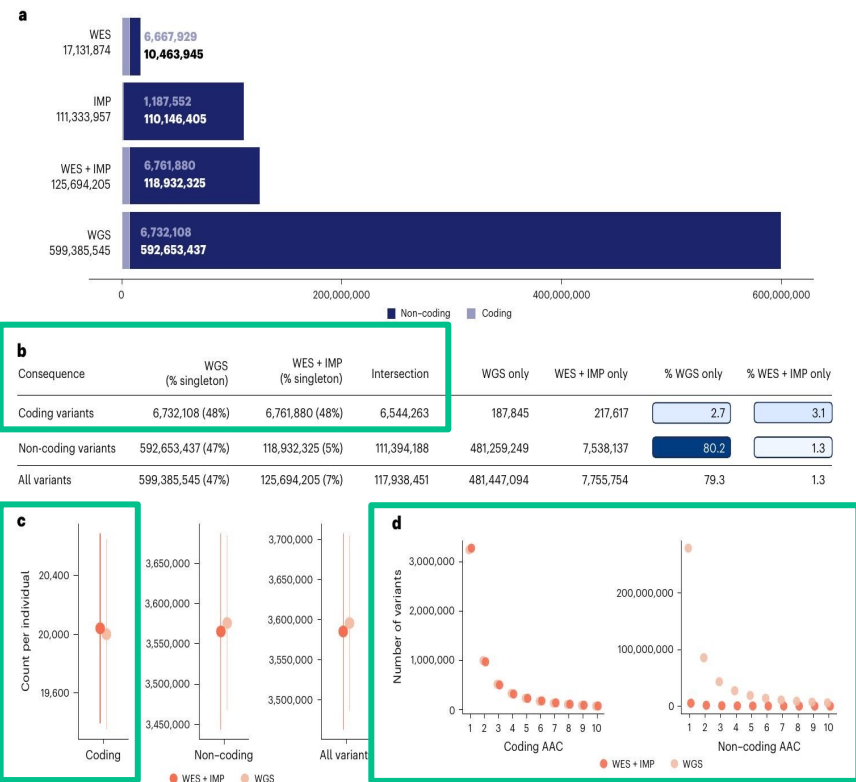 a
WES
17,131,874
6,667,929
10,463,945
IMP
111,333,957
1,187,552
110,146,405
WES + IMP
125,694,205
6,761,880
118,932,325
WGS
599,385,545
6,732,108
592,653,437
0 200,000,000 400,000,000 600,000,000
Non-coding Coding
b
Consequence WGS (% singleton) WES + IMP (% singleton) Intersection WGS only WES + IMP only % WGS only % WES + IMP only
Coding variants 6,732,108 (48%) 6,761,880 (48%) 6,544,263 187,845 217,617 2.7 3.1
Non-coding variants 592,653,437 (47%) 118,932,325 (5%) 111,394,188 481,259,249 7,538,137 80.2 1.3
All variants 599,385,545 (47%) 125,694,205 (7%) 117,938,451 481,447,094 7,755,754 79.3 1.3
c
Count per individual
20,400
20,000
19,600
Coding
3,650,000
3,600,000
3,550,000
3,500,000
3,450,000
Non-coding
3,700,000
3,650,000
3,600,000
3,550,000
3,500,000
All variant
WES + IMP WGS
d
Number of variants
3,000,000
2,000,000
1,000,000
0
1 2 3 4 5 6 7 8 9 10
Coding AAC
200,000,000
100,000,000
0
1 2 3 4 5 6 7 8 9 10
Non-coding AAC
WES + IMP WGS